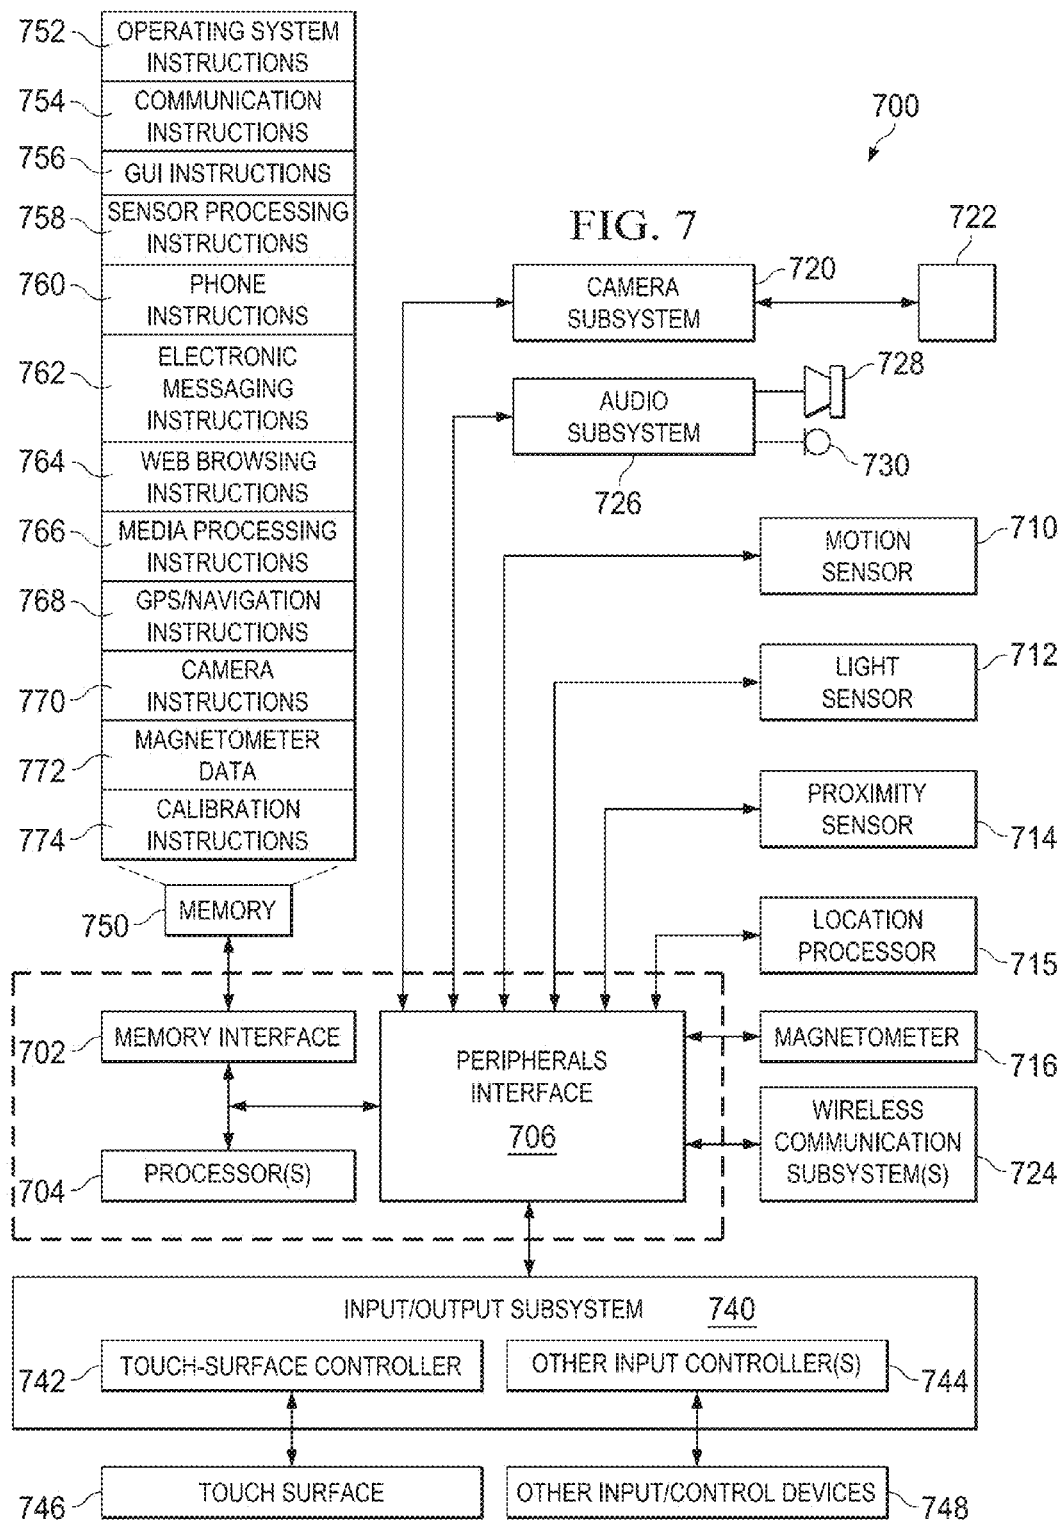 752
OPERATING SYSTEM
INSTRUCTIONS
754
COMMUNICATION
INSTRUCTIONS
756
GUI INSTRUCTIONS
758
SENSOR PROCESSING
INSTRUCTIONS
760
PHONE
INSTRUCTIONS
762
ELECTRONIC
MESSAGING
INSTRUCTIONS
764
WEB BROWSING
INSTRUCTIONS
766
MEDIA PROCESSING
INSTRUCTIONS
768
GPS/NAVIGATION
INSTRUCTIONS
770
CAMERA
INSTRUCTIONS
772
MAGNETOMETER
DATA
774
CALIBRATION
INSTRUCTIONS
750
MEMORY
700
FIG. 7
CAMERA
SUBSYSTEM
720
722
AUDIO
SUBSYSTEM
726
728
730
MOTION
SENSOR
710
LIGHT
SENSOR
712
PROXIMITY
SENSOR
714
LOCATION
PROCESSOR
715
702
MEMORY INTERFACE
704
PROCESSOR(S)
PERIPHERALS
INTERFACE
706
MAGNETOMETER
716
WIRELESS
COMMUNICATION
SUBSYSTEM(S)
724
INPUT/OUTPUT SUBSYSTEM 740
742
TOUCH-SURFACE CONTROLLER
OTHER INPUT CONTROLLER(S)
744
746
TOUCH SURFACE
OTHER INPUT/CONTROL DEVICES
748